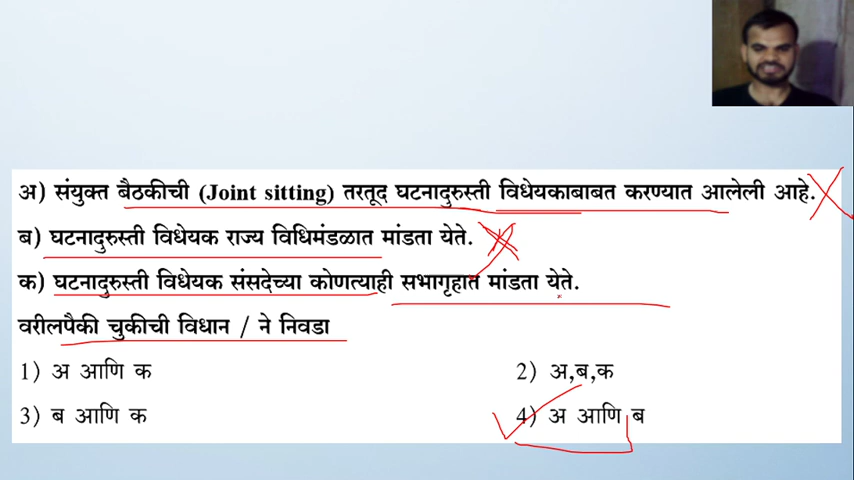 अ) संयुक्त बैठकीची (Joint sitting) तरतूद घटनादुरुस्ती विधेयकाबाबत करण्यात आलेली आहे.
ब) घटनादुरुस्ती विधेयक राज्य विधिमंडळात मांडता येते.
क) घटनादुरुस्ती विधेयक संसदेच्या कोणत्याही सभागृहात मांडता येते.
वरीलपैकी चुकीची विधान / ने निवडा
1) अ आणि क 2) अ,ब,क
3) ब आणि क 4) अ आणि ब